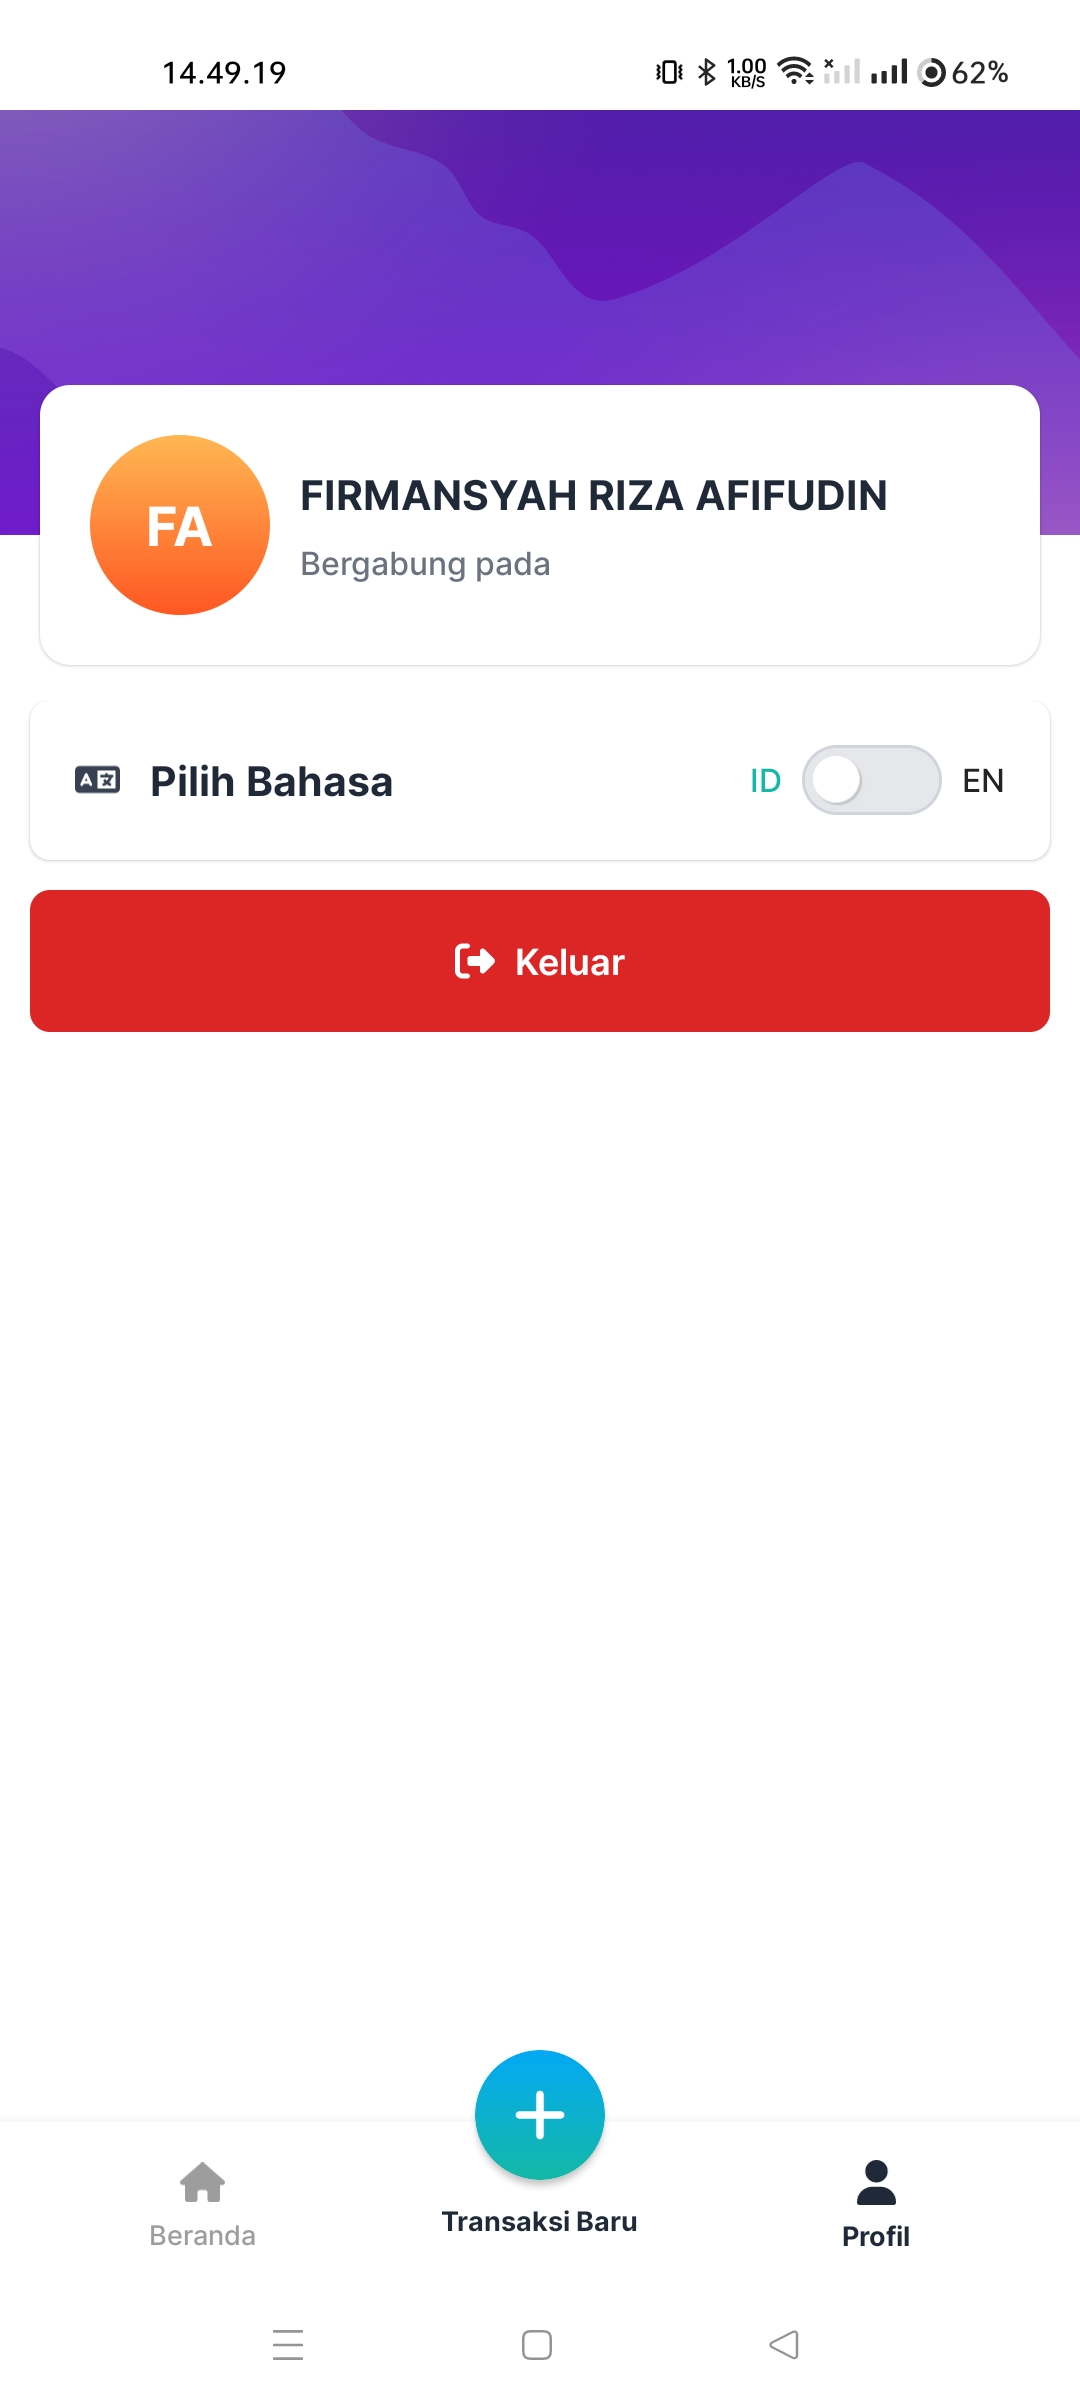 14.49.19
1.00
KB/S
62%
FA
FIRMANSYAH RIZA AFIFUDIN
Bergabung pada
Pilih Bahasa
ID
EN
Keluar
Beranda
Transaksi Baru
Profil